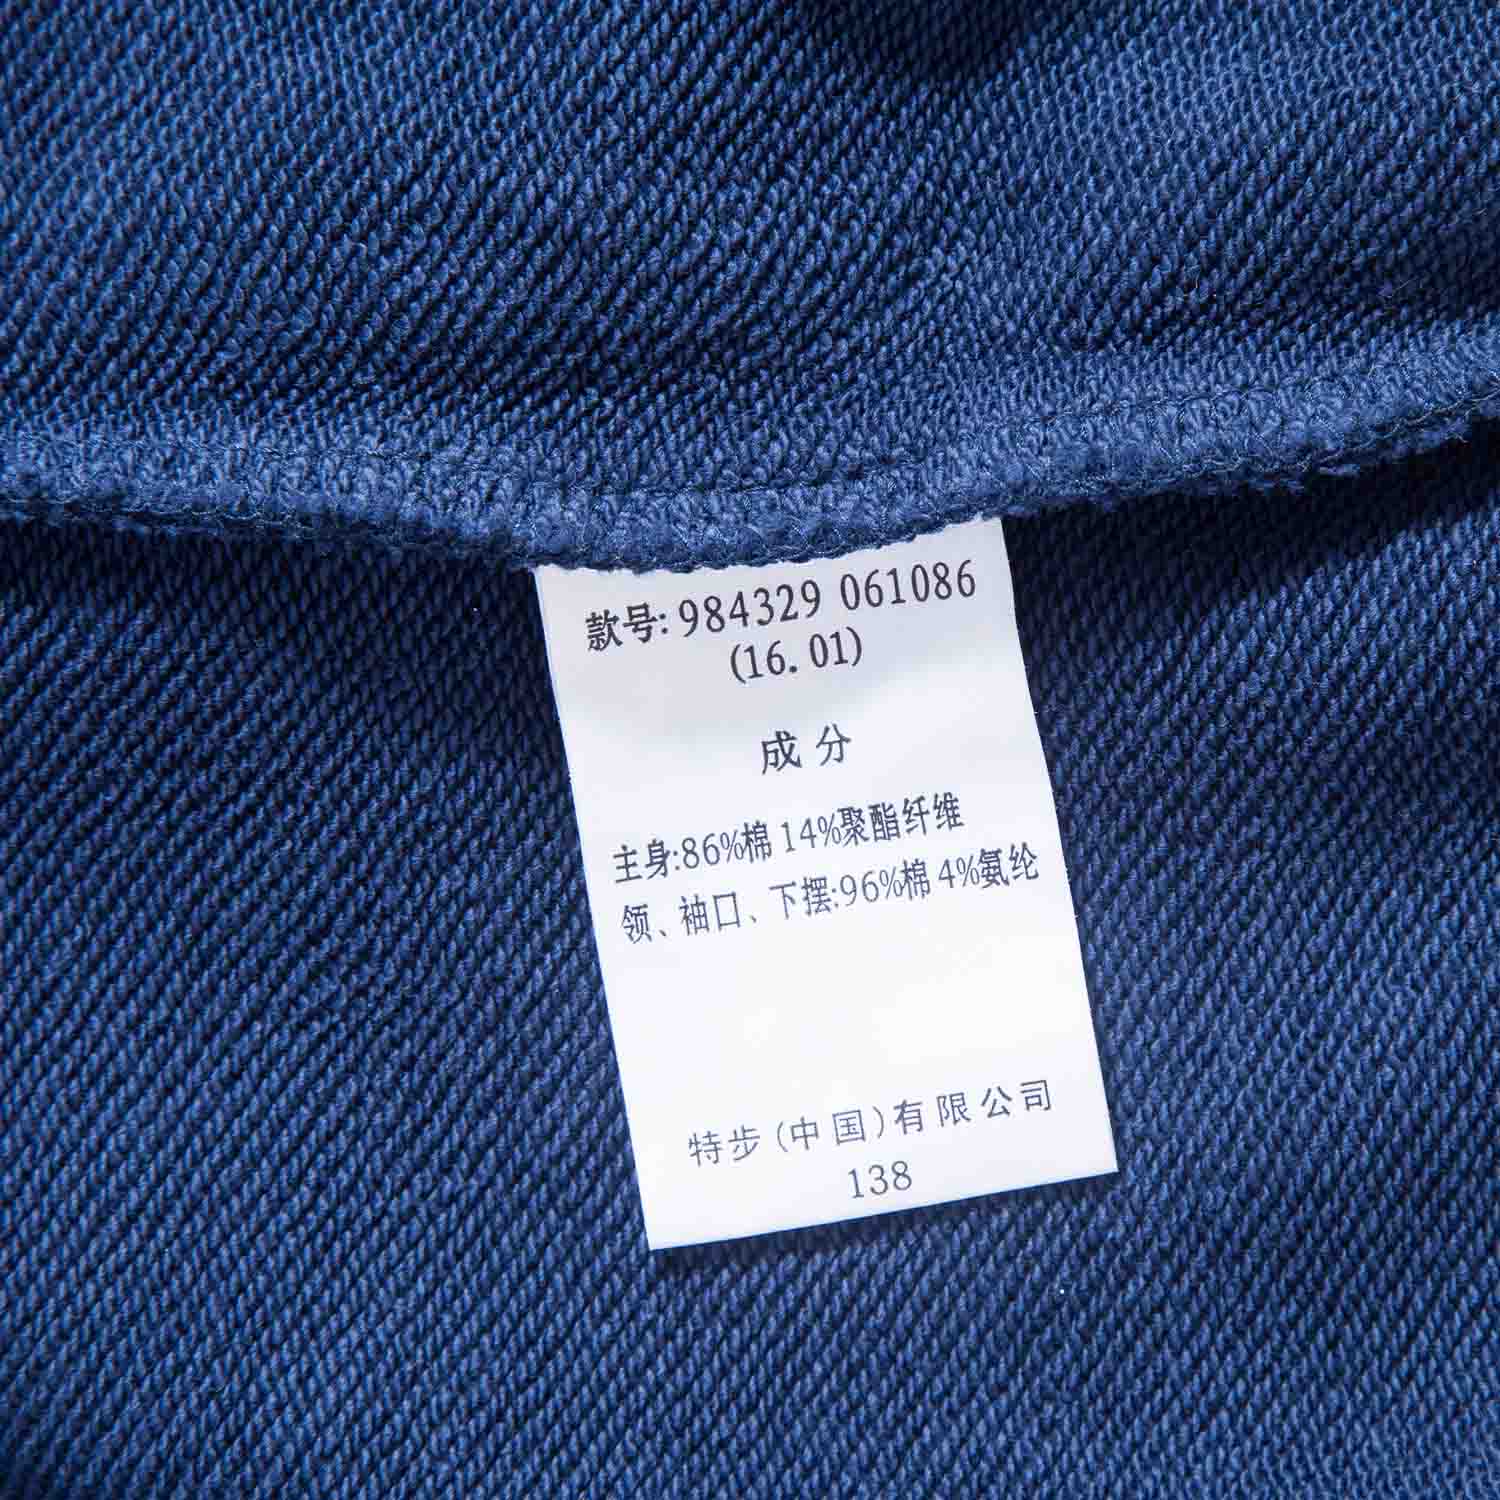 款号:984329 061086
(16.01)
成分
主身:86%棉 14%聚酯纤维
领、袖口、下摆:96%棉 4%氨纶
特步(中国)有限公司
138